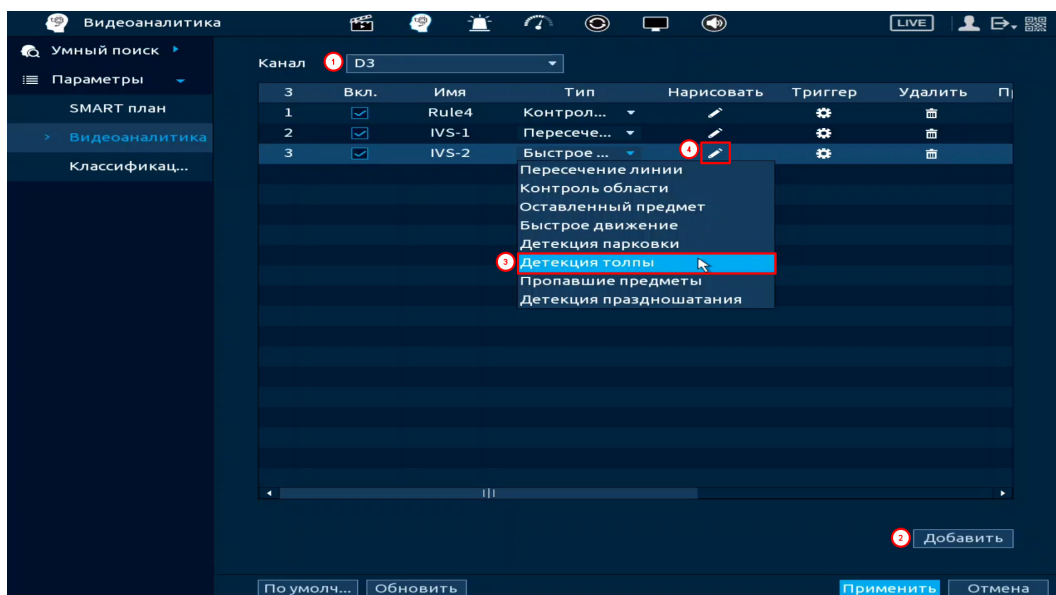 Видеоаналитика LIVE
Умный поиск
Параметры
SMART план
> Видеоаналитика
Классификац...
Канал 1 D3
3 Вкл. Имя Тип Нарисовать Триггер Удалить П
1 Rule4 Контрол...
2 IVS-1 Пересече...
3 IVS-2 Быстрое ... 4
Пересечение линии
Контроль области
Оставленный предмет
Быстрое движение
Детекция парковки
3 Детекция толпы
Пропавшие предметы
Детекция праздношатания
2 Добавить
По умолч... Обновить Применить Отмена